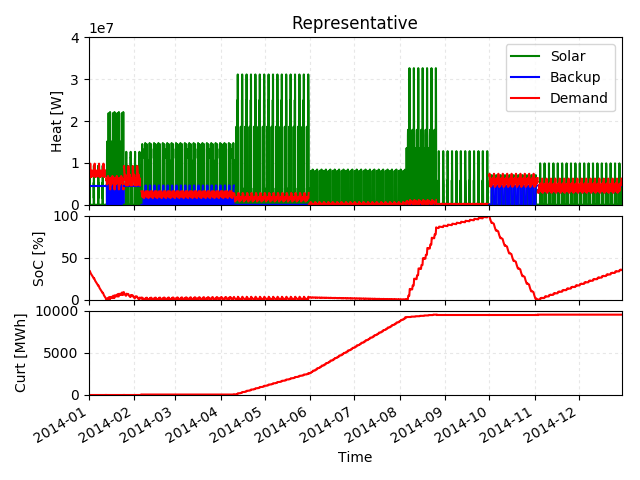 Representative
1e7
4
3
2
1
0
Heat [W]
Solar
Backup
Demand
100
50
0
SoC [%]
10000
5000
0
Curt [MWh]
2014-01
2014-02
2014-03
2014-04
2014-05
2014-06
2014-07
2014-08
2014-09
2014-10
2014-11
2014-12
Time